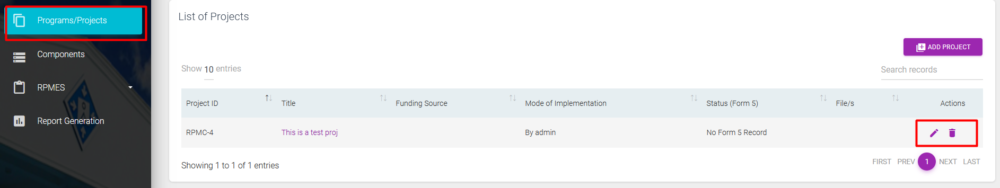 Programs/Projects
Components
RPMES
Report Generation
List of Projects
ADD PROJECT
Show 10 entries
Search records
Project ID Title Funding Source Mode of Implementation Status (Form 5) File/s Actions
RPMC-4 This is a test proj By admin No Form 5 Record
Showing 1 to 1 of 1 entries
FIRST PREV 1 NEXT LAST